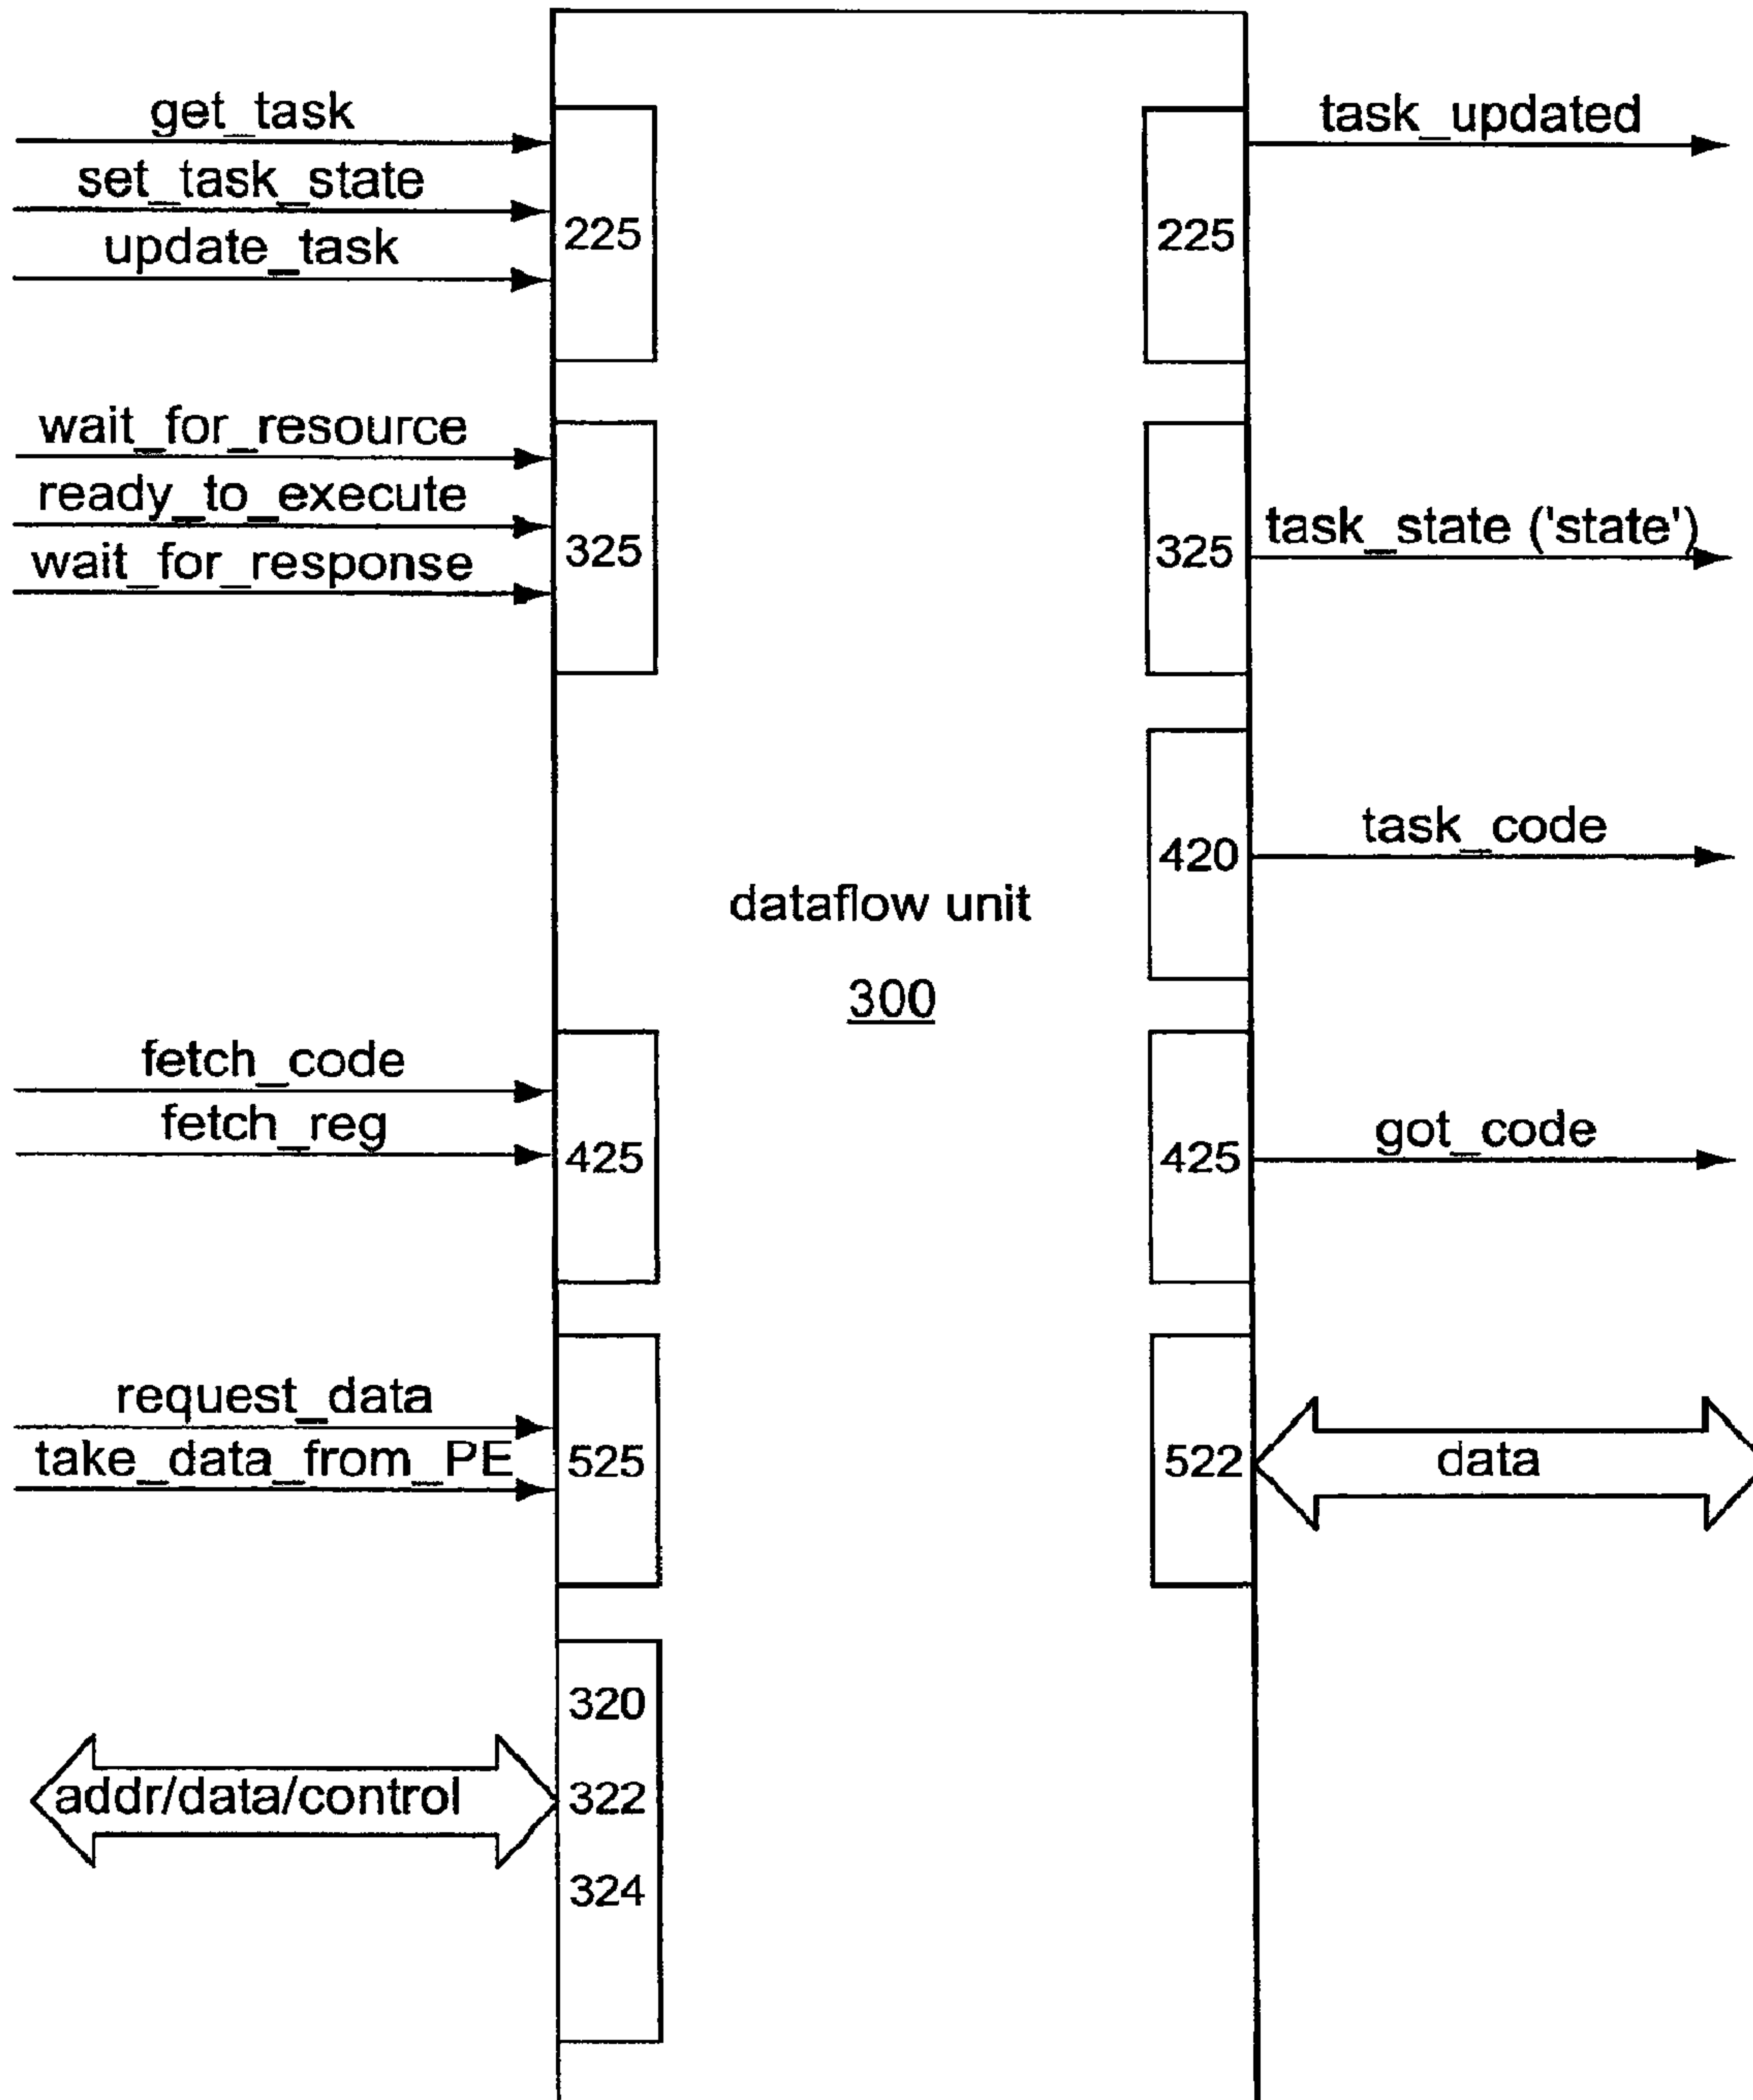 get_task
set_task_state
update_task
225
225
task_updated
wait_for_resource
ready_to_execute
wait_for_response
325
325
task_state ('state')
420
task_code
dataflow unit
300
fetch_code
fetch_reg
425
425
got_code
request_data
take_data_from_PE
525
522
data
320
addr/data/control
322
324